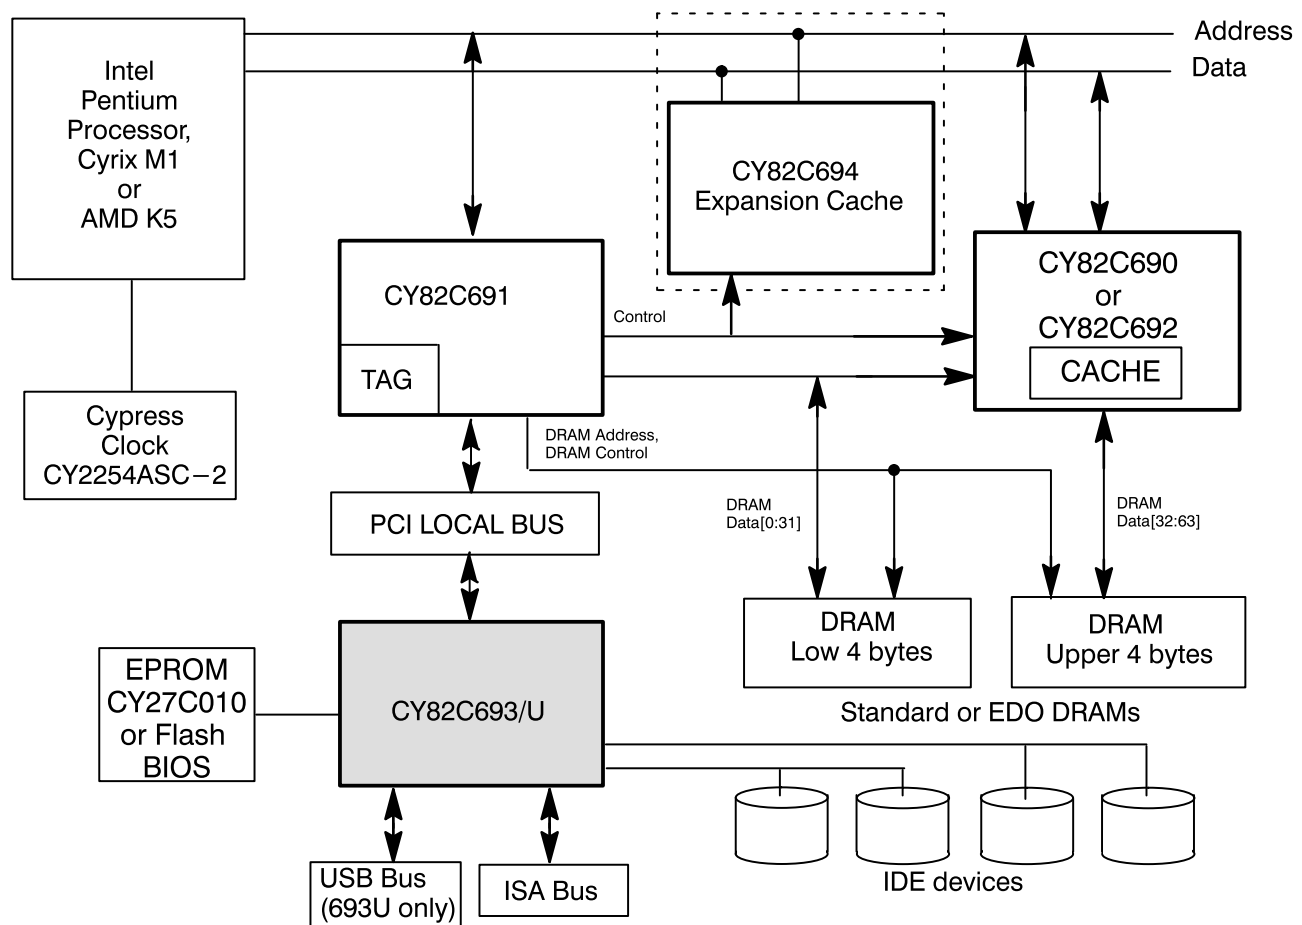 Address
Data
Intel
Pentium
Processor,
Cyrix M1
or
AMD K5
CY82C694
Expansion Cache
CY82C690
or
CY82C692
CACHE
CY82C691
TAG
Control
Cypress
Clock
CY2254ASC−2
DRAM Address,
DRAM Control
PCI LOCAL BUS
DRAM
Data[0:31]
DRAM
Data[32:63]
DRAM
Low 4 bytes
DRAM
Upper 4 bytes
Standard or EDO DRAMs
EPROM
CY27C010
or Flash
BIOS
CY82C693/U
IDE devices
USB Bus
(693U only)
ISA Bus